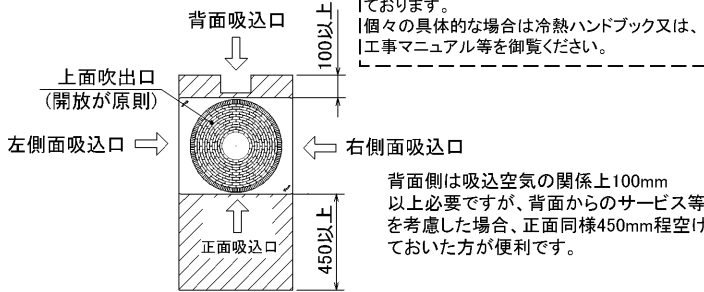 ております。
個々の具体的な場合は冷熱ハンドブック又は、
工事マニュアル等を御覧ください。
背面吸込口
100以上
上面吹出口
(開放が原則)
左側面吸込口
右側面吸込口
正面吸込口
450以上
背面側は吸込空気の関係上100mm
以上必要ですが、背面からのサービス等
を考慮した場合、正面同様450mm程空け
ておいた方が便利です。